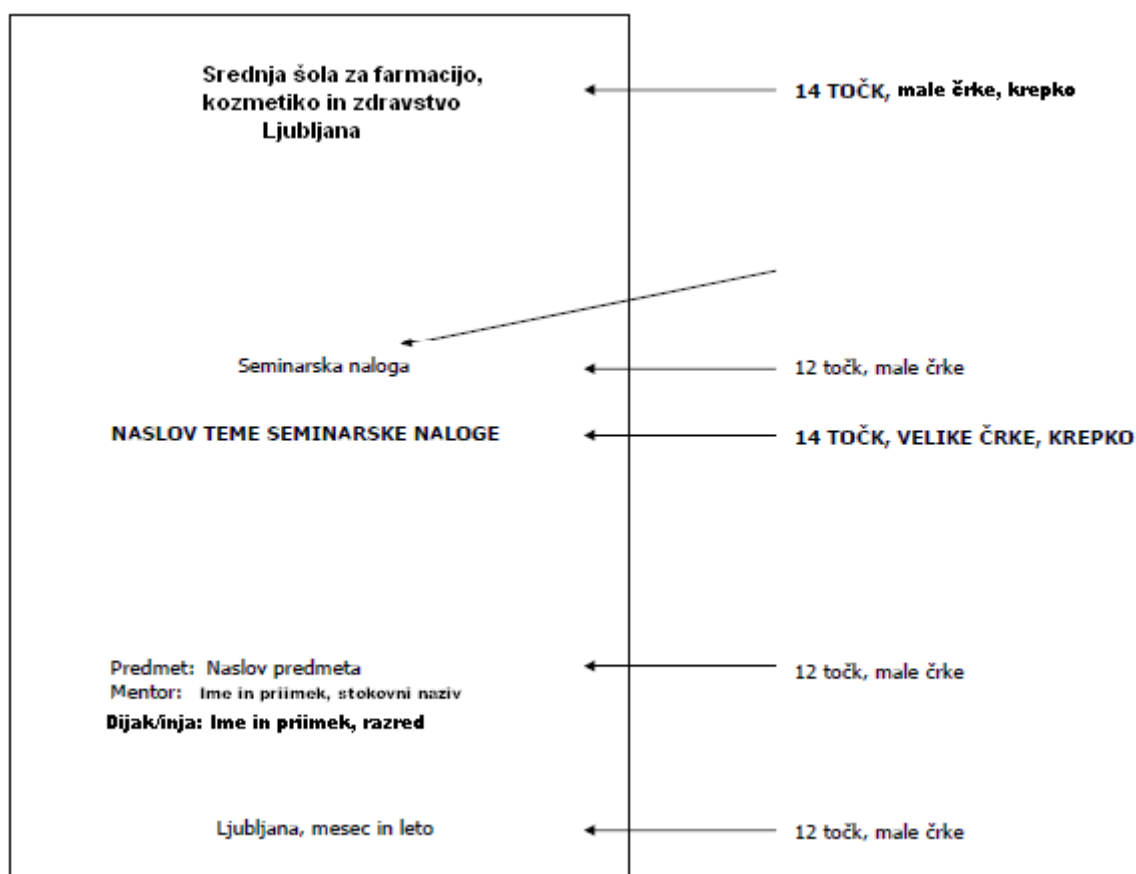 Srednja šola za farmacijo,
kozmetiko in zdravstvo
Ljubljana
14 TOČK, male črke, krepko
Seminarska naloga
12 točk, male črke
NASLOV TEME SEMINARSKE NALOGE
14 TOČK, VELIKE ČRKE, KREPKO
Predmet: Naslov predmeta
12 točk, male črke
Mentor: Ime in priimek, stokovni naziv
Dijak/inja: Ime in priimek, razred
Ljubljana, mesec in leto
12 točk, male črke